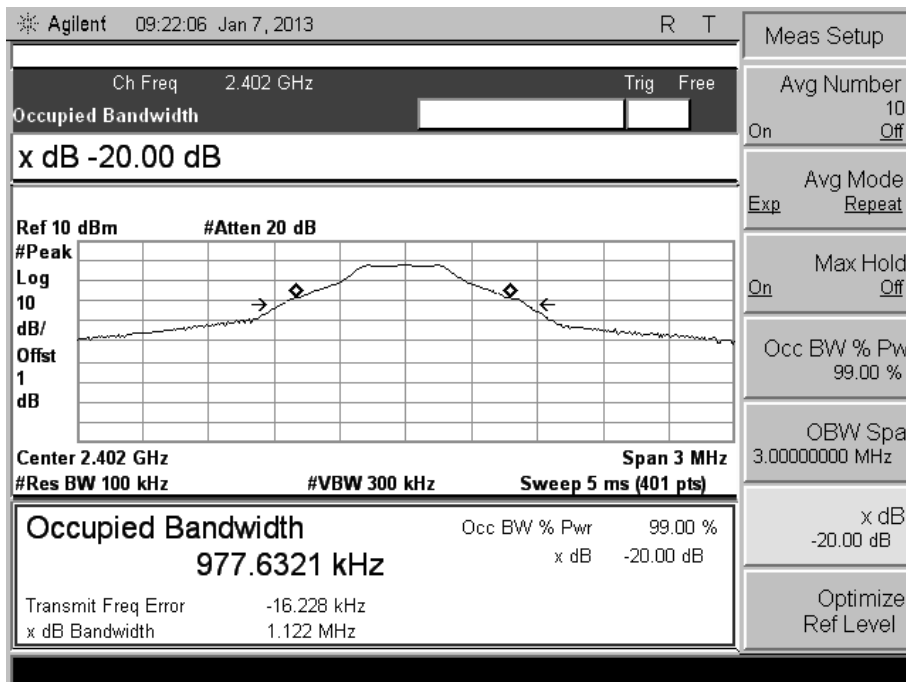 Agilent 09:22:06 Jan 7, 2013 R T
Ch Freq 2.402 GHz Trig Free
Occupied Bandwidth
x dB -20.00 dB
Ref 10 dBm #Atten 20 dB
#Peak
Log
10
dB/
Offst
1
dB
Center 2.402 GHz Span 3 MHz
#Res BW 100 kHz #VBW 300 kHz Sweep 5 ms (401 pts)
Occupied Bandwidth
977.6321 kHz
Occ BW % Pwr 99.00 %
x dB -20.00 dB
Transmit Freq Error -16.228 kHz
x dB Bandwidth 1.122 MHz
Meas Setup
Avg Number
10
On Off
Avg Mode
Exp Repeat
Max Hold
On Off
Occ BW % Pw
99.00 %
OBW Spa
3.00000000 MHz
x dB
-20.00 dB
Optimize
Ref Level